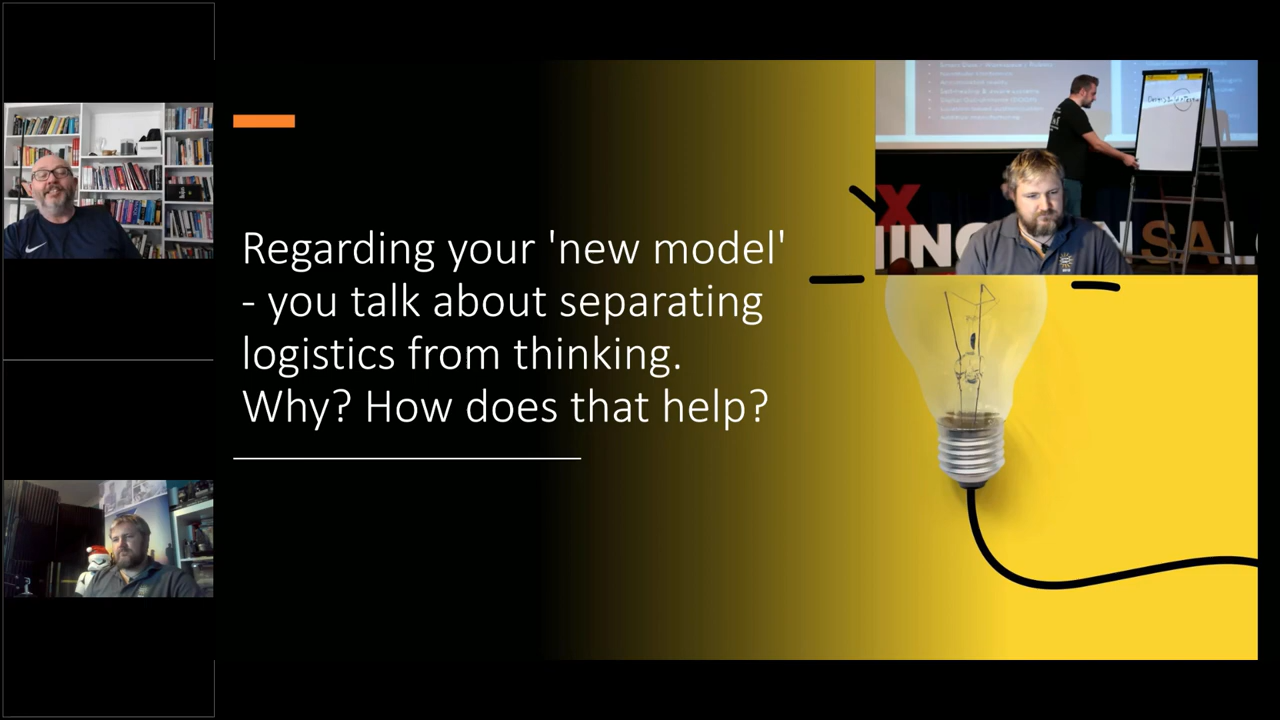 Regarding your 'new model'
- you talk about separating
logistics from thinking.
Why? How does that help?
X